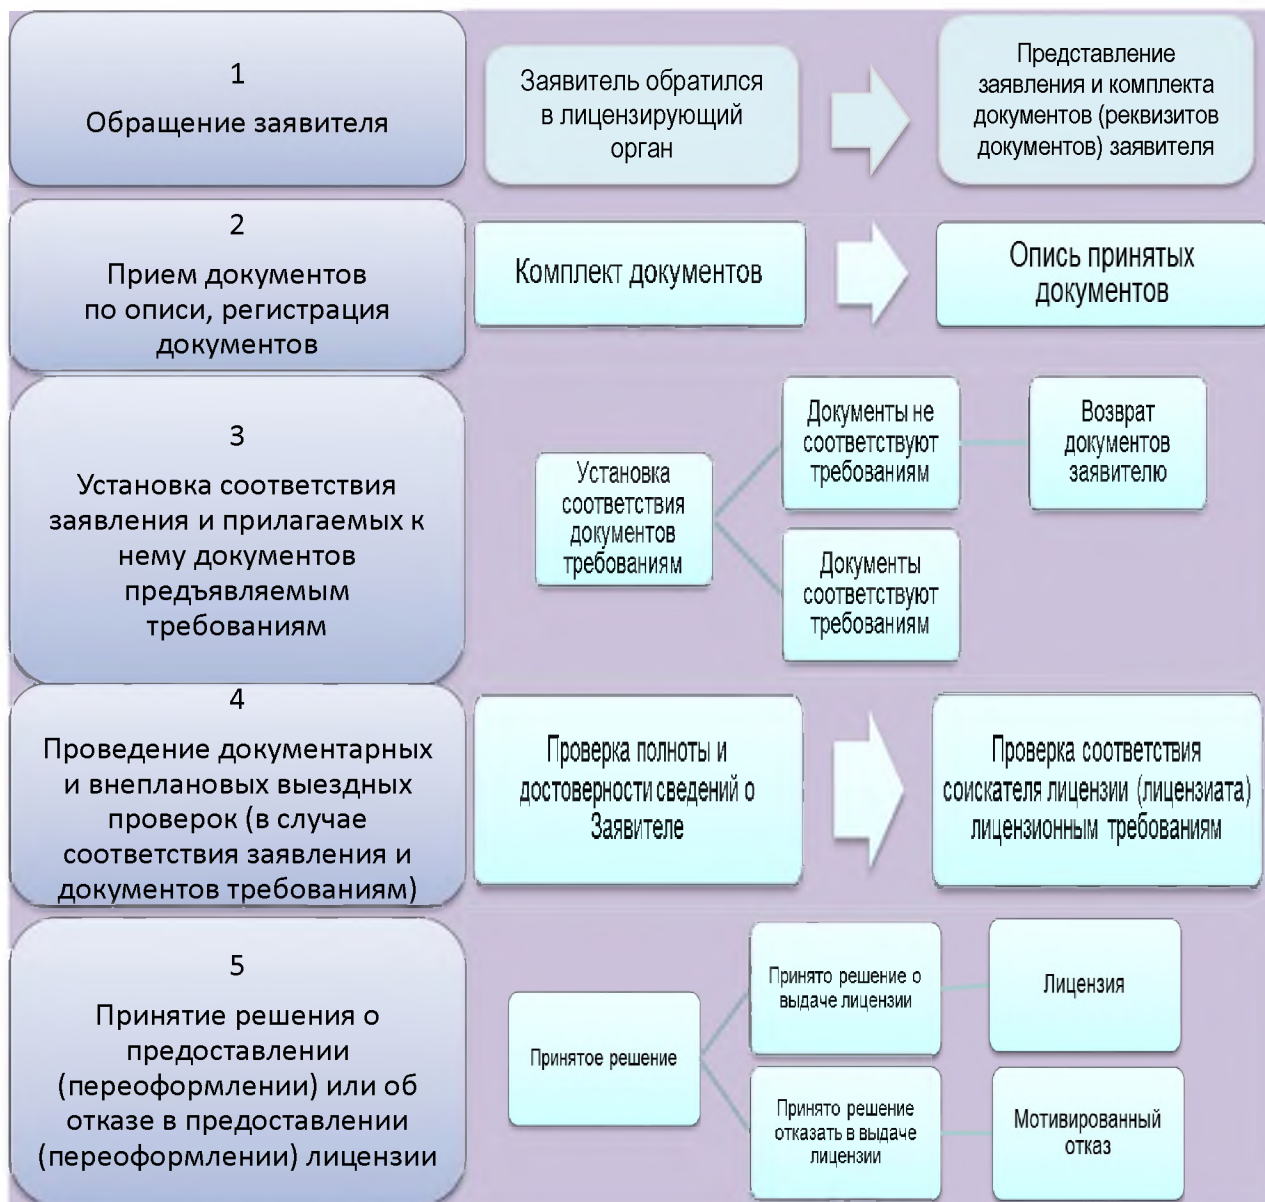 1
Обращение заявителя
Заявитель обратился
в лицензирующий
орган
Представление
заявления и комплекта
документов (реквизитов
документов) заявителя
2
Прием документов
по описи, регистрация
документов
Комплект документов
Опись принятых
документов
3
Установка соответствия
заявления и прилагаемых к
нему документов
предъявляемым
требованиям
Установка
соответствия
документов
требованиям
Документы не
соответствуют
требованиям
Возврат
документов
заявителю
Документы
соответствуют
требованиям
4
Проведение документарных
и внеплановых выездных
проверок (в случае
соответствия заявления и
документов требованиям)
Проверка полноты и
достоверности сведений о
Заявителе
Проверка соответствия
соискателя лицензии (лицензиата)
лицензионным требованиям
5
Принятие решения о
предоставлении
(переоформлении) или об
отказе в предоставлении
(переоформлении) лицензии
Принятое решение
Принято решение о
выдаче лицензии
Лицензия
Принято решение
отказать в выдаче
лицензии
Мотивированный
отказ